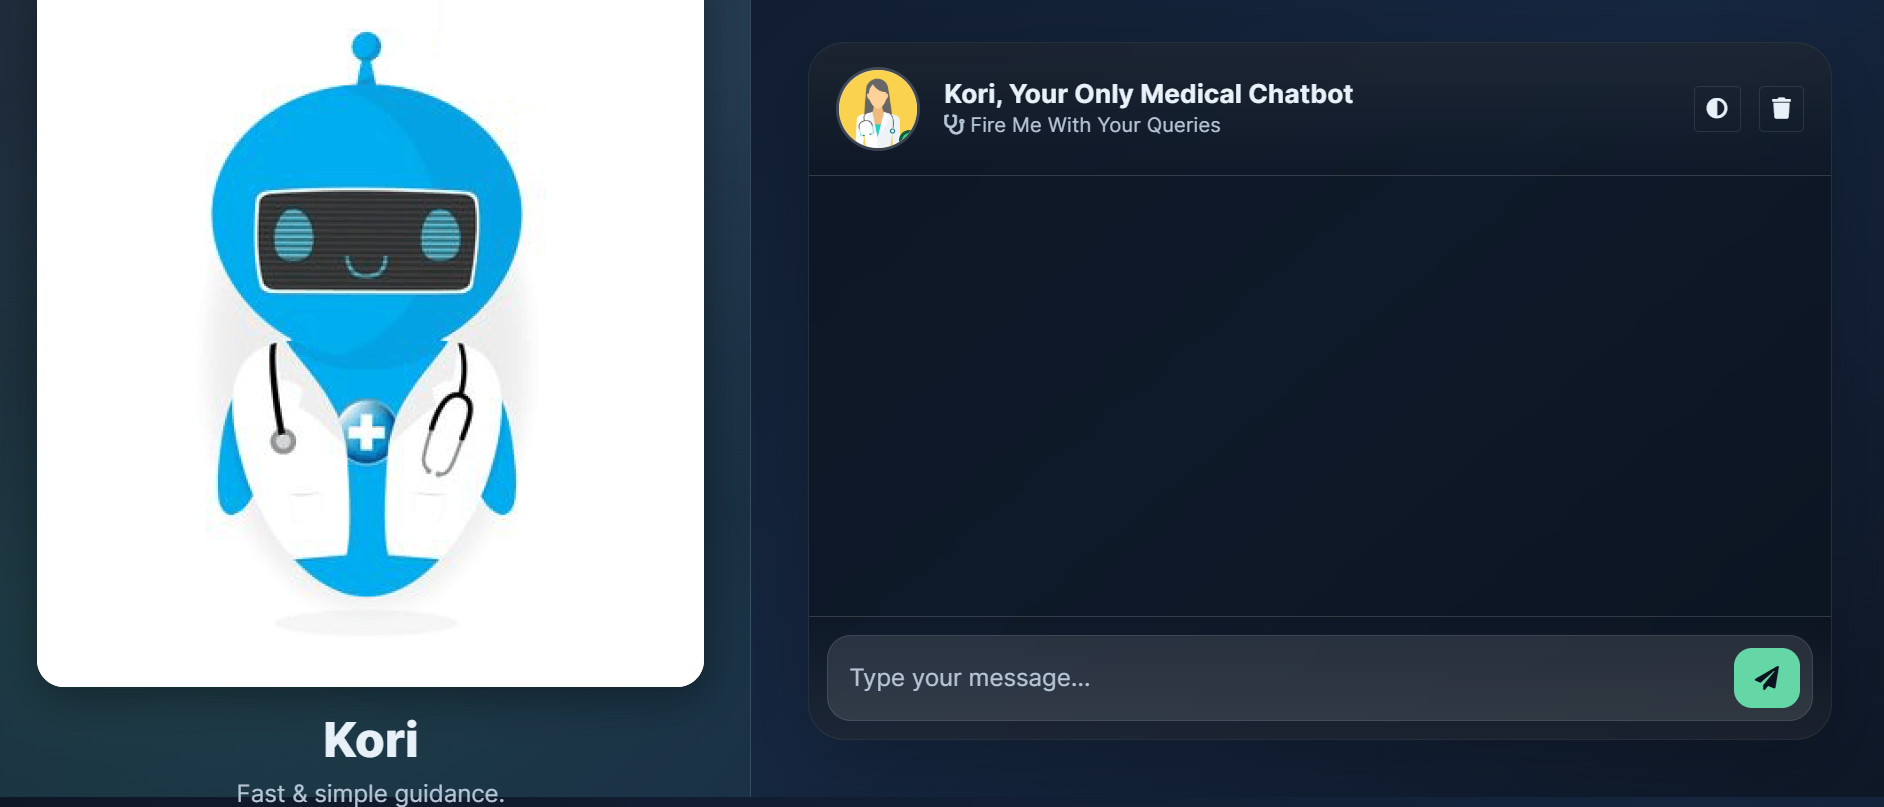 Kori
Fast & simple guidance.
Kori, Your Only Medical Chatbot
Fire Me With Your Queries
Type your message...